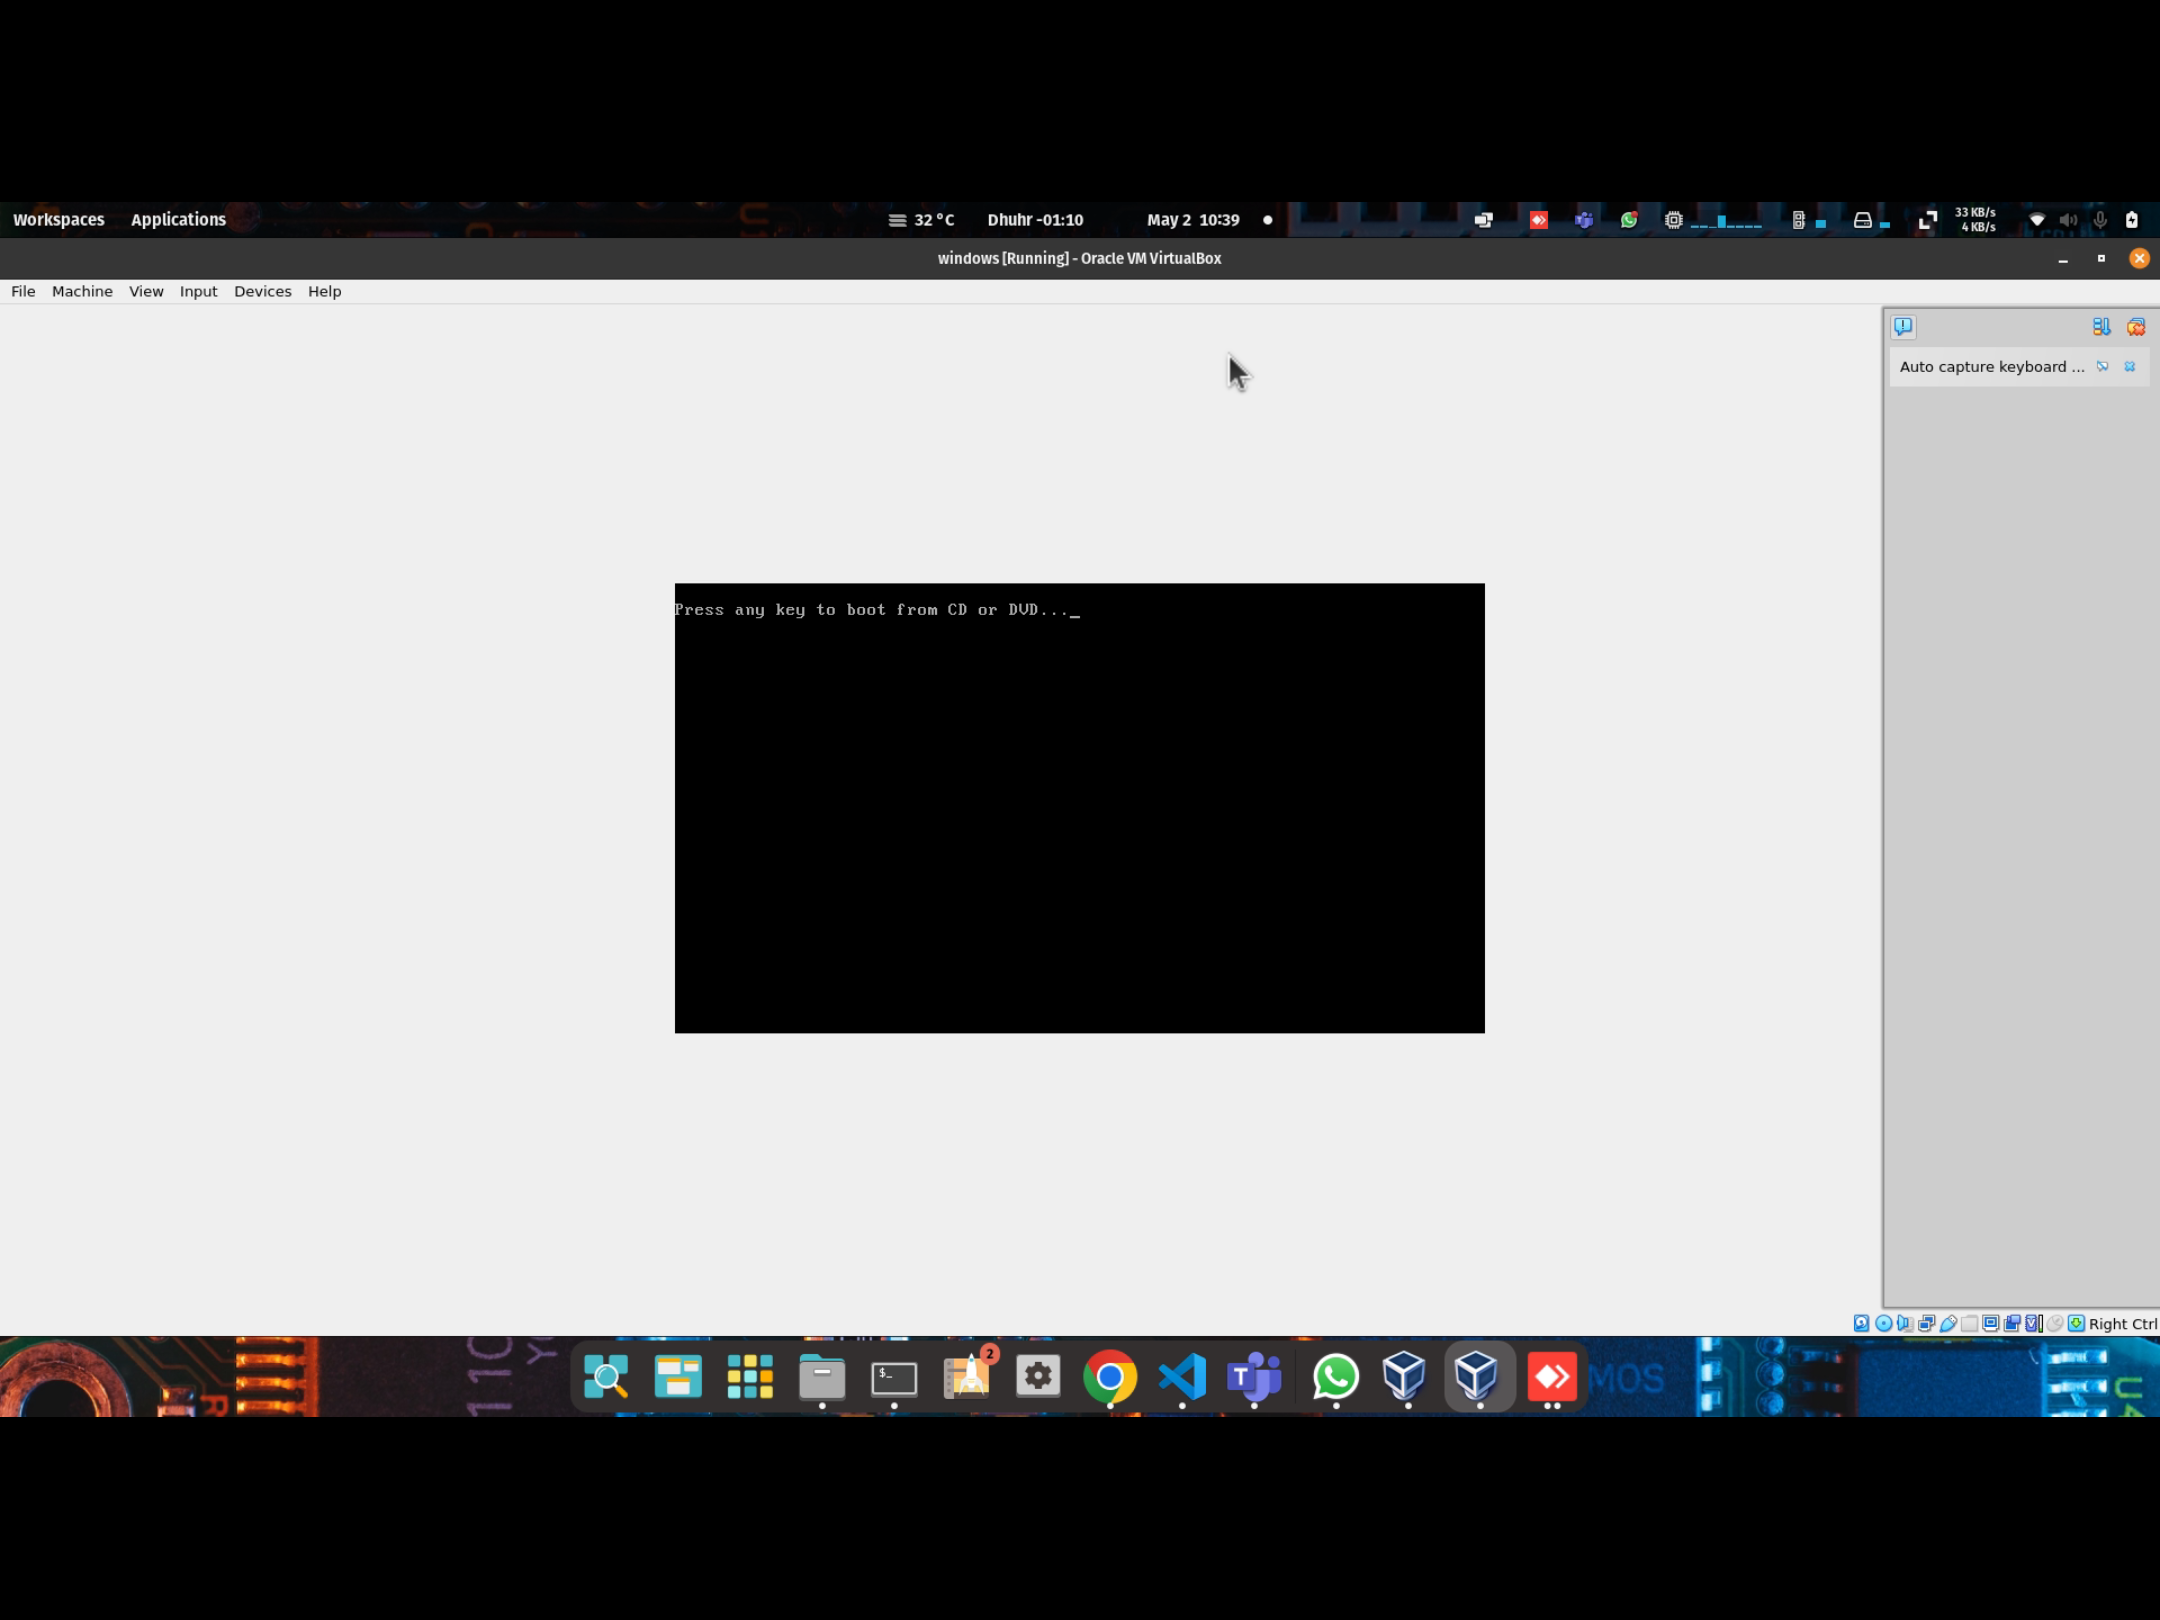 Workspaces Applications 32 °C Dhuhr -01:10 May 2 10:39 33 KB/s
4 KB/s
windows [Running] - Oracle VM VirtualBox
File Machine View Input Devices Help
Auto capture keyboard ...
Press any key to boot from CD or DVD..._
Right Ctrl
2
$_
T
MOS